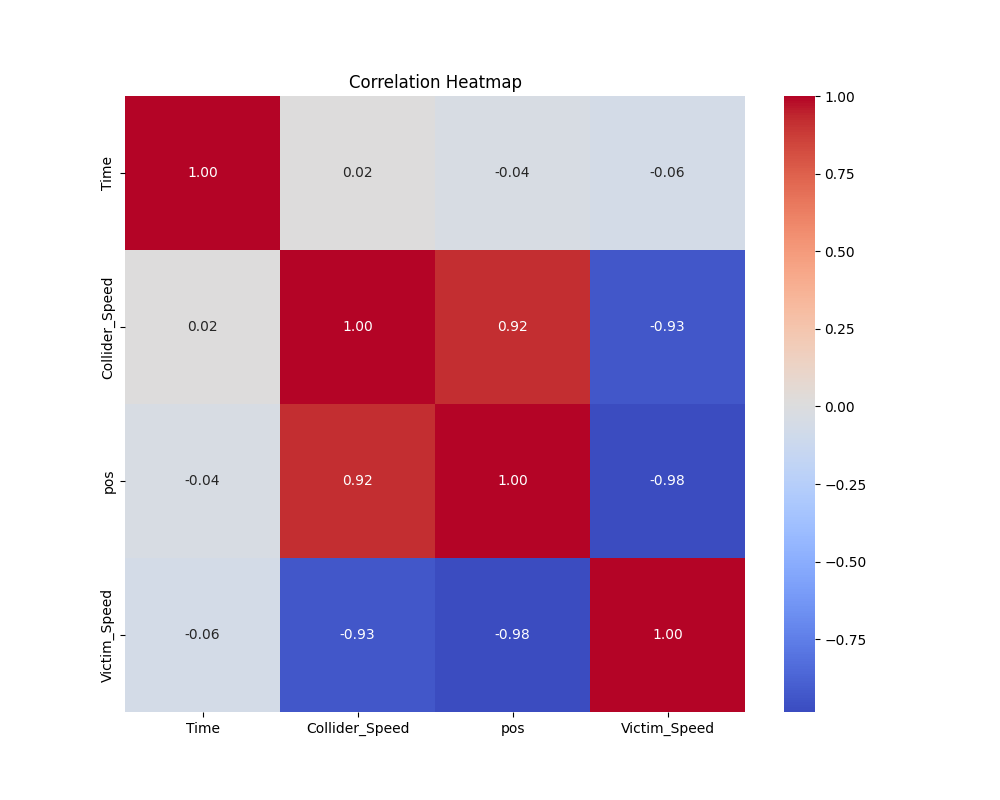 Correlation Heatmap
Time 1.00 0.02 -0.04 -0.06
Collider_Speed 0.02 1.00 0.92 -0.93
pos -0.04 0.92 1.00 -0.98
Victim_Speed -0.06 -0.93 -0.98 1.00
Time Collider_Speed pos Victim_Speed
1.00
0.75
0.50
0.25
0.00
−0.25
−0.50
−0.75